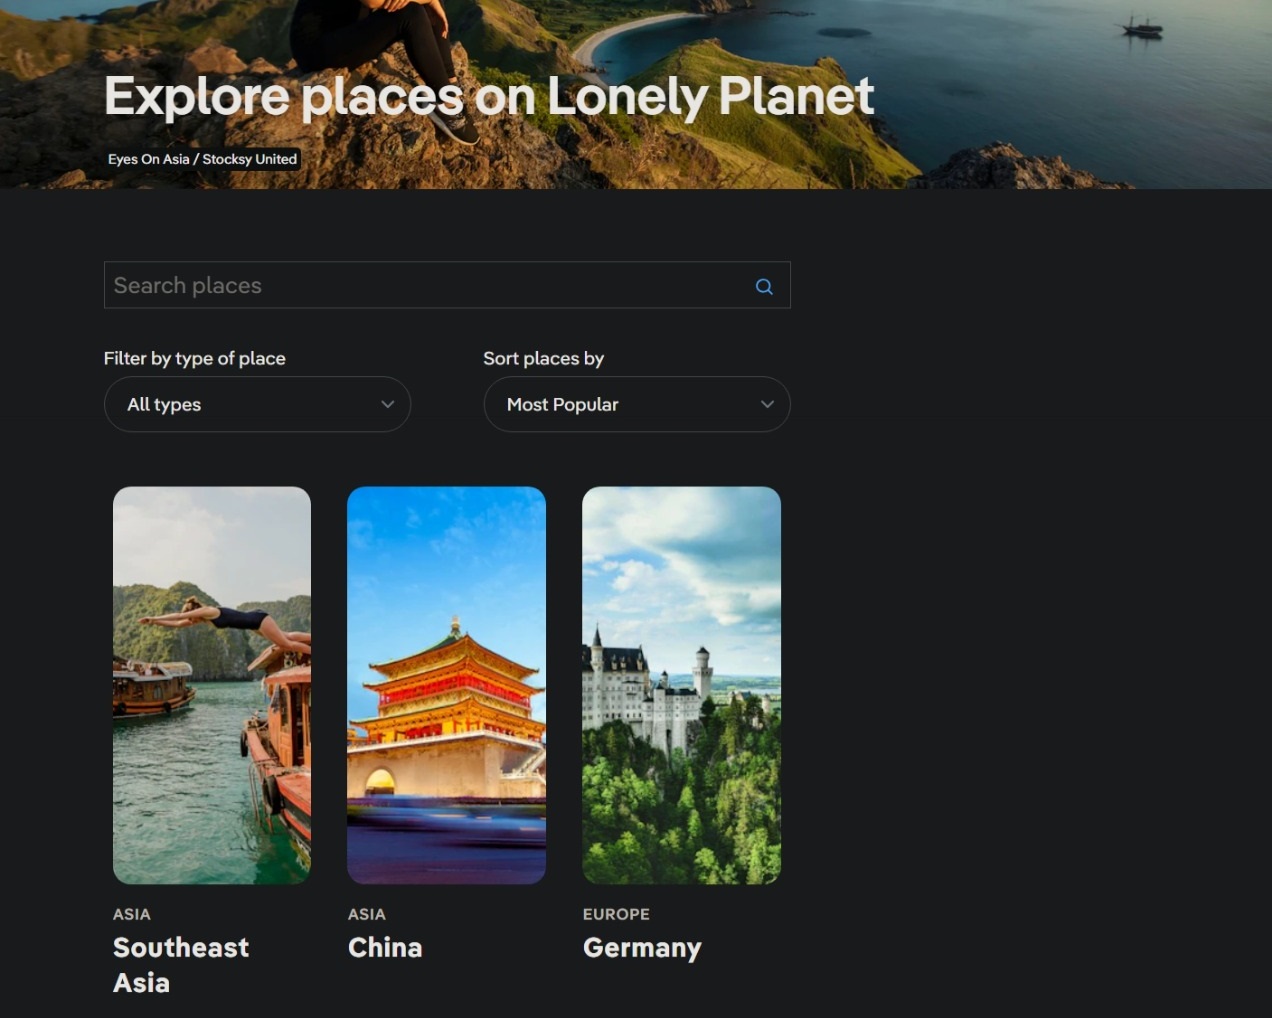 Explore places on Lonely Planet
Eyes On Asia / Stocksy United
Search places
Filter by type of place
Sort places by
All types
Most Popular
ASIA
Southeast
Asia
ASIA
China
EUROPE
Germany